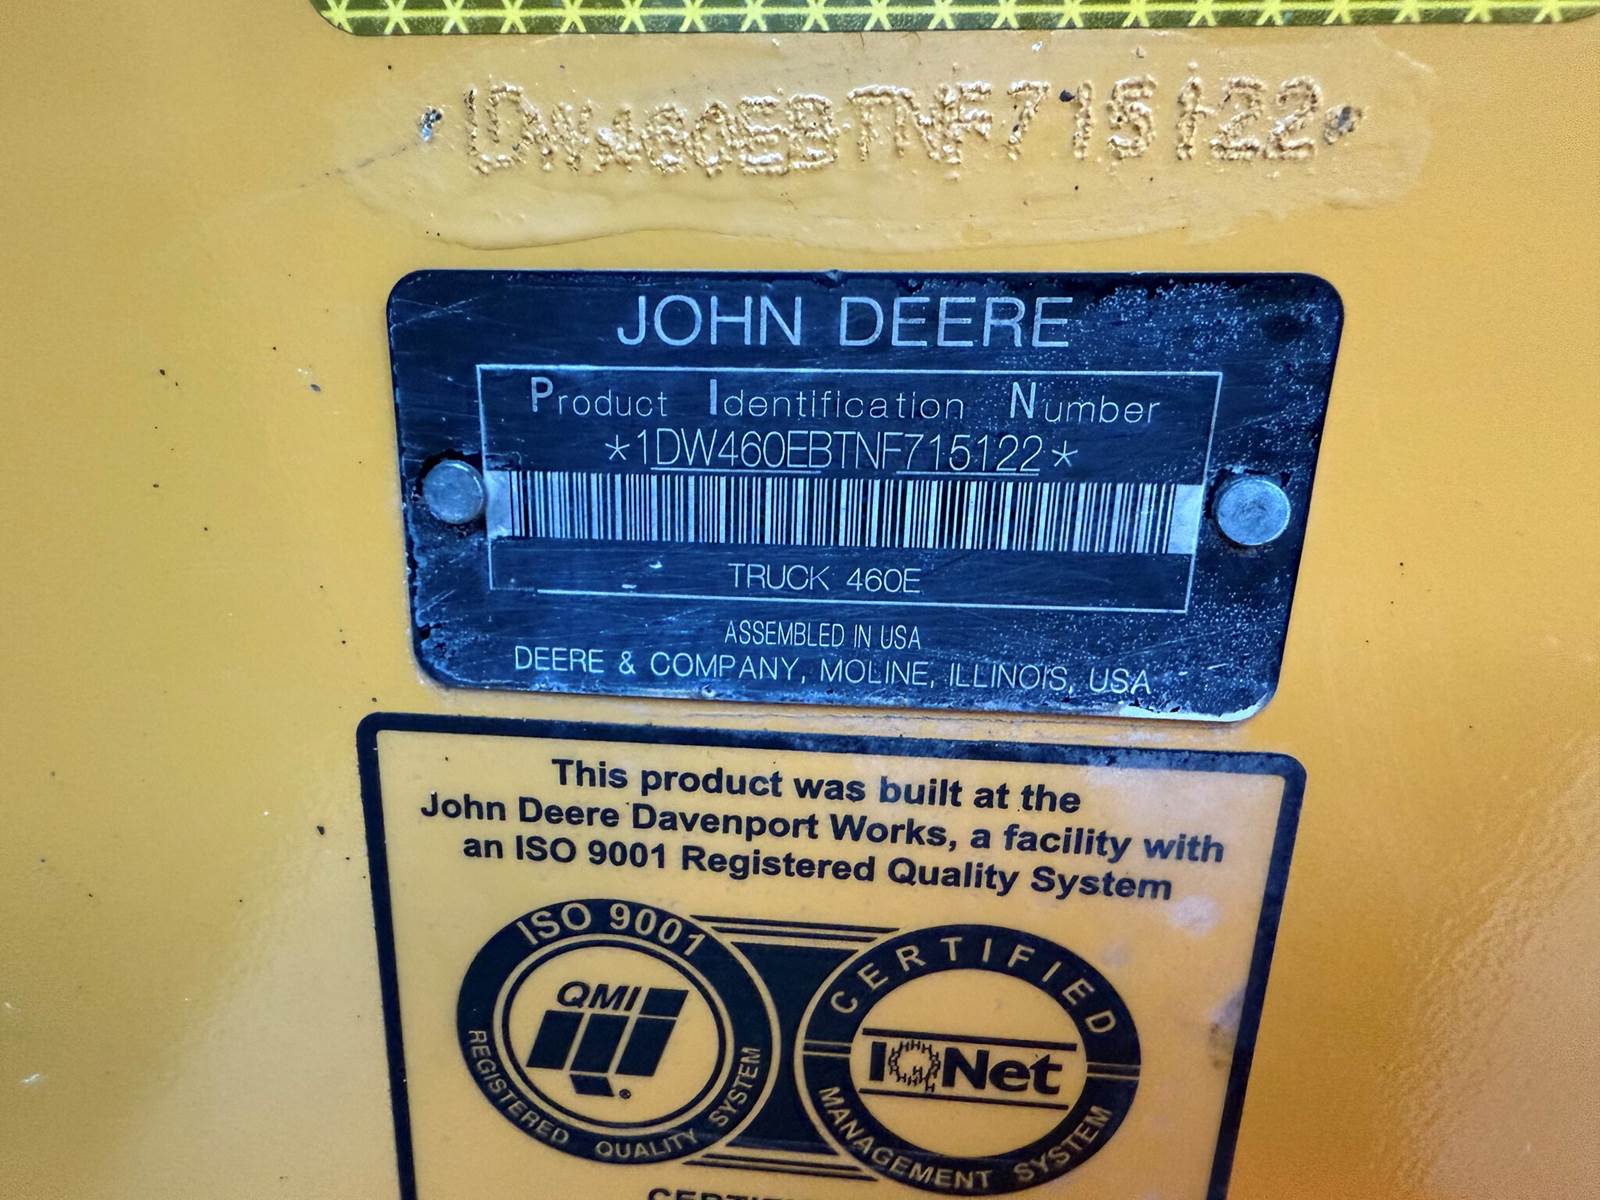 1DW460EBTNF715122
JOHN DEERE
Product Identification Number
*1DW460EBTNF715122*
TRUCK 460E
ASSEMBLED IN USA
DEERE & COMPANY, MOLINE, ILLINOIS, USA
This product was built at the
John Deere Davenport Works, a facility with
an ISO 9001 Registered Quality System
ISO 9001
QMI
REGISTERED QUALITY SYSTEM
CERTIFIED
IQNet
MANAGEMENT SYSTEM